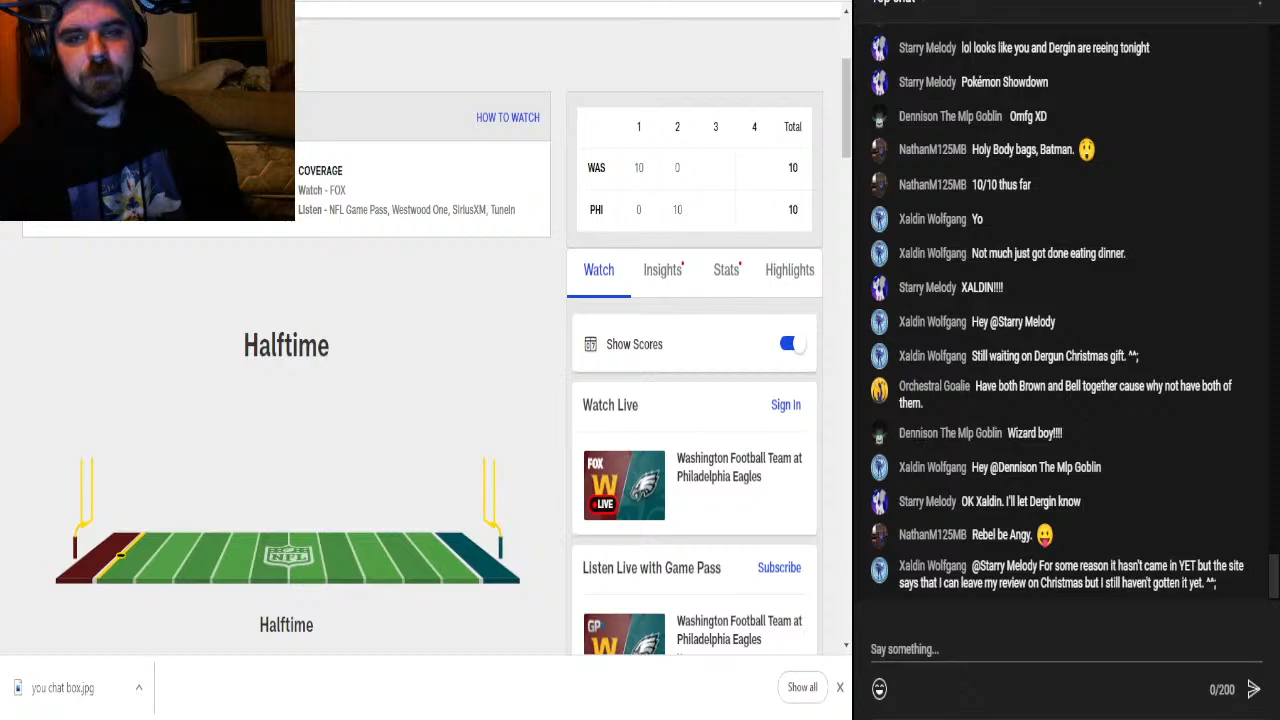 HOW TO WATCH
COVERAGE
Watch - FOX
Listen - NFL Game Pass, Westwood One, SiriusXM, TuneIn
1 2 3 4 Total
WAS 10 0 10
PHI 0 10 10
Watch Insights Stats Highlights
Show Scores
Halftime
Watch Live Sign In
FOX
W
LIVE
Washington Football Team at
Philadelphia Eagles
NFL
Halftime
Listen Live with Game Pass Subscribe
GP
W
Washington Football Team at
Philadelphia Eagles
you chat box.jpg
Show all X
Starry Melody lol looks like you and Dergin are reeing tonight
Starry Melody Pokémon Showdown
Dennison The Mlp Goblin Omfg XD
NathanM125MB Holy Body bags, Batman. 😲
NathanM125MB 10/10 thus far
Xaldin Wolfgang Yo
Xaldin Wolfgang Not much just got done eating dinner.
Starry Melody XALDIN!!!!
Xaldin Wolfgang Hey @Starry Melody
Xaldin Wolfgang Still waiting on Dergun Christmas gift. ^^;
Orchestral Goalie Have both Brown and Bell together cause why not have both of
them.
Dennison The Mlp Goblin Wizard boy!!!!
Xaldin Wolfgang Hey @Dennison The Mlp Goblin
Starry Melody OK Xaldin. I'll let Dergin know
NathanM125MB Rebel be Angy. 😛
Xaldin Wolfgang @Starry Melody For some reason it hasn't came in YET but the site
says that I can leave my review on Christmas but I still haven't gotten it yet. ^^;
Say something...
0/200